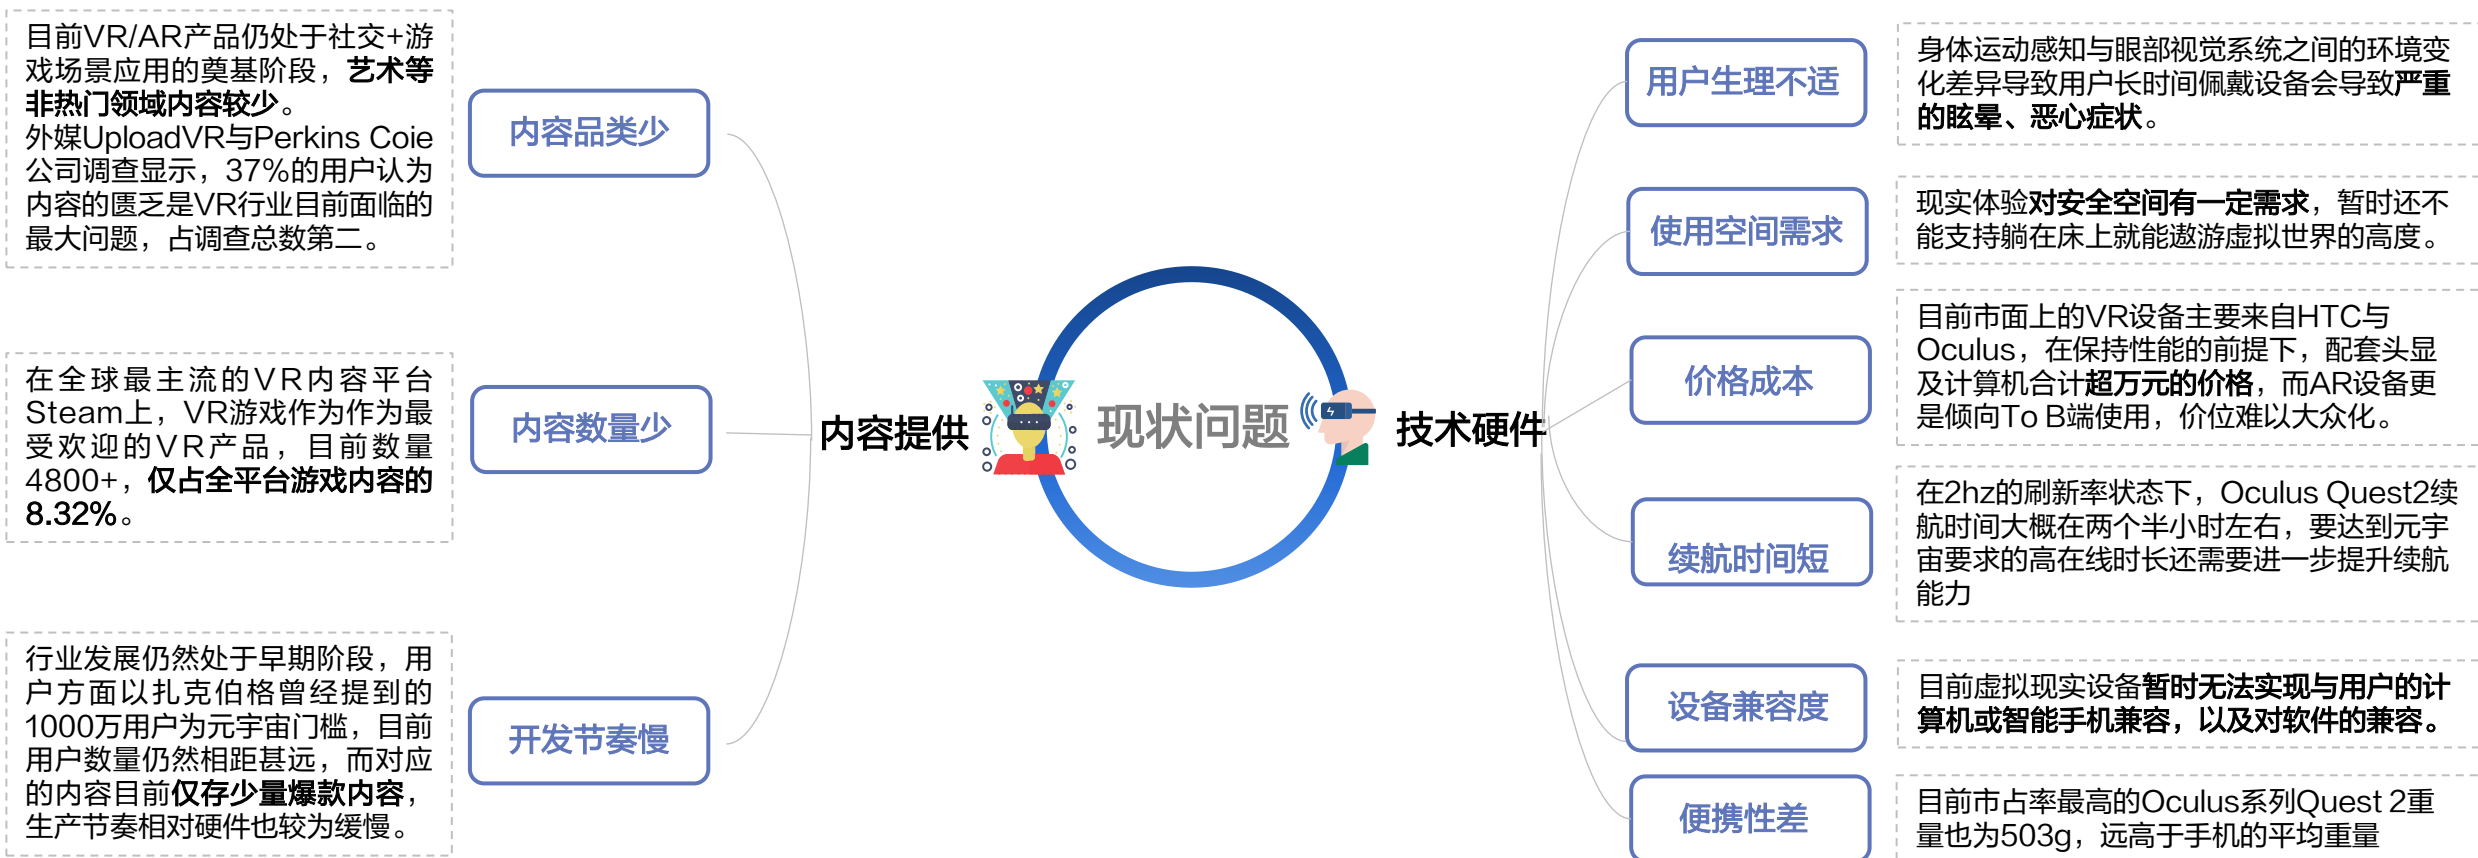 目前VR/AR产品仍处于社交+游
戏场景应用的奠基阶段，艺术等
非热门领域内容较少。
外媒UploadVR与Perkins Coie
公司调查显示，37%的用户认为
内容的匮乏是VR行业目前面临的
最大问题，占调查总数第二。
内容品类少
在全球最主流的VR内容平台
Steam上，VR游戏作为作为最
受欢迎的VR产品，目前数量
4800+，仅占全平台游戏内容的
8.32%。
内容数量少
行业发展仍然处于早期阶段，用
户方面以扎克伯格曾经提到的
1000万用户为元宇宙门槛，目前
用户数量仍然相距甚远，而对应
的内容目前仅存少量爆款内容，
生产节奏相对硬件也较为缓慢。
开发节奏慢
内容提供
现状问题
技术硬件
用户生理不适
身体运动感知与眼部视觉系统之间的环境变
化差异导致用户长时间佩戴设备会导致严重
的眩晕、恶心症状。
使用空间需求
现实体验对安全空间有一定需求，暂时还不
能支持躺在床上就能遨游虚拟世界的高度。
价格成本
目前市面上的VR设备主要来自HTC与
Oculus，在保持性能的前提下，配套头显
及计算机合计超万元的价格，而AR设备更
是倾向To B端使用，价位难以大众化。
续航时间短
在2hz的刷新率状态下，Oculus Quest2续
航时间大概在两个半小时左右，要达到元宇
宙要求的高在线时长还需要进一步提升续航
能力
设备兼容度
目前虚拟现实设备暂时无法实现与用户的计
算机或智能手机兼容，以及对软件的兼容。
便携性差
目前市占率最高的Oculus系列Quest 2重
量也为503g，远高于手机的平均重量